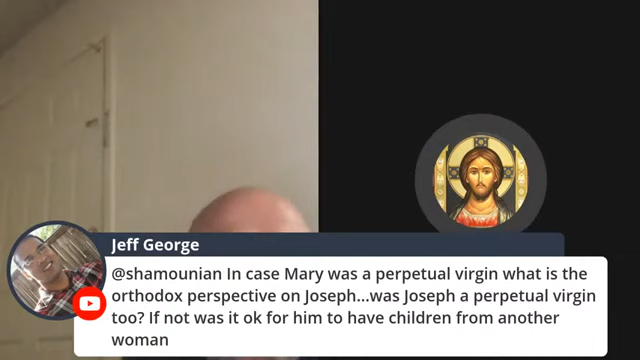 Jeff George
@shamounian In case Mary was a perpetual virgin what is the
orthodox perspective on Joseph...was Joseph a perpetual virgin
too? If not was it ok for him to have children from another
woman